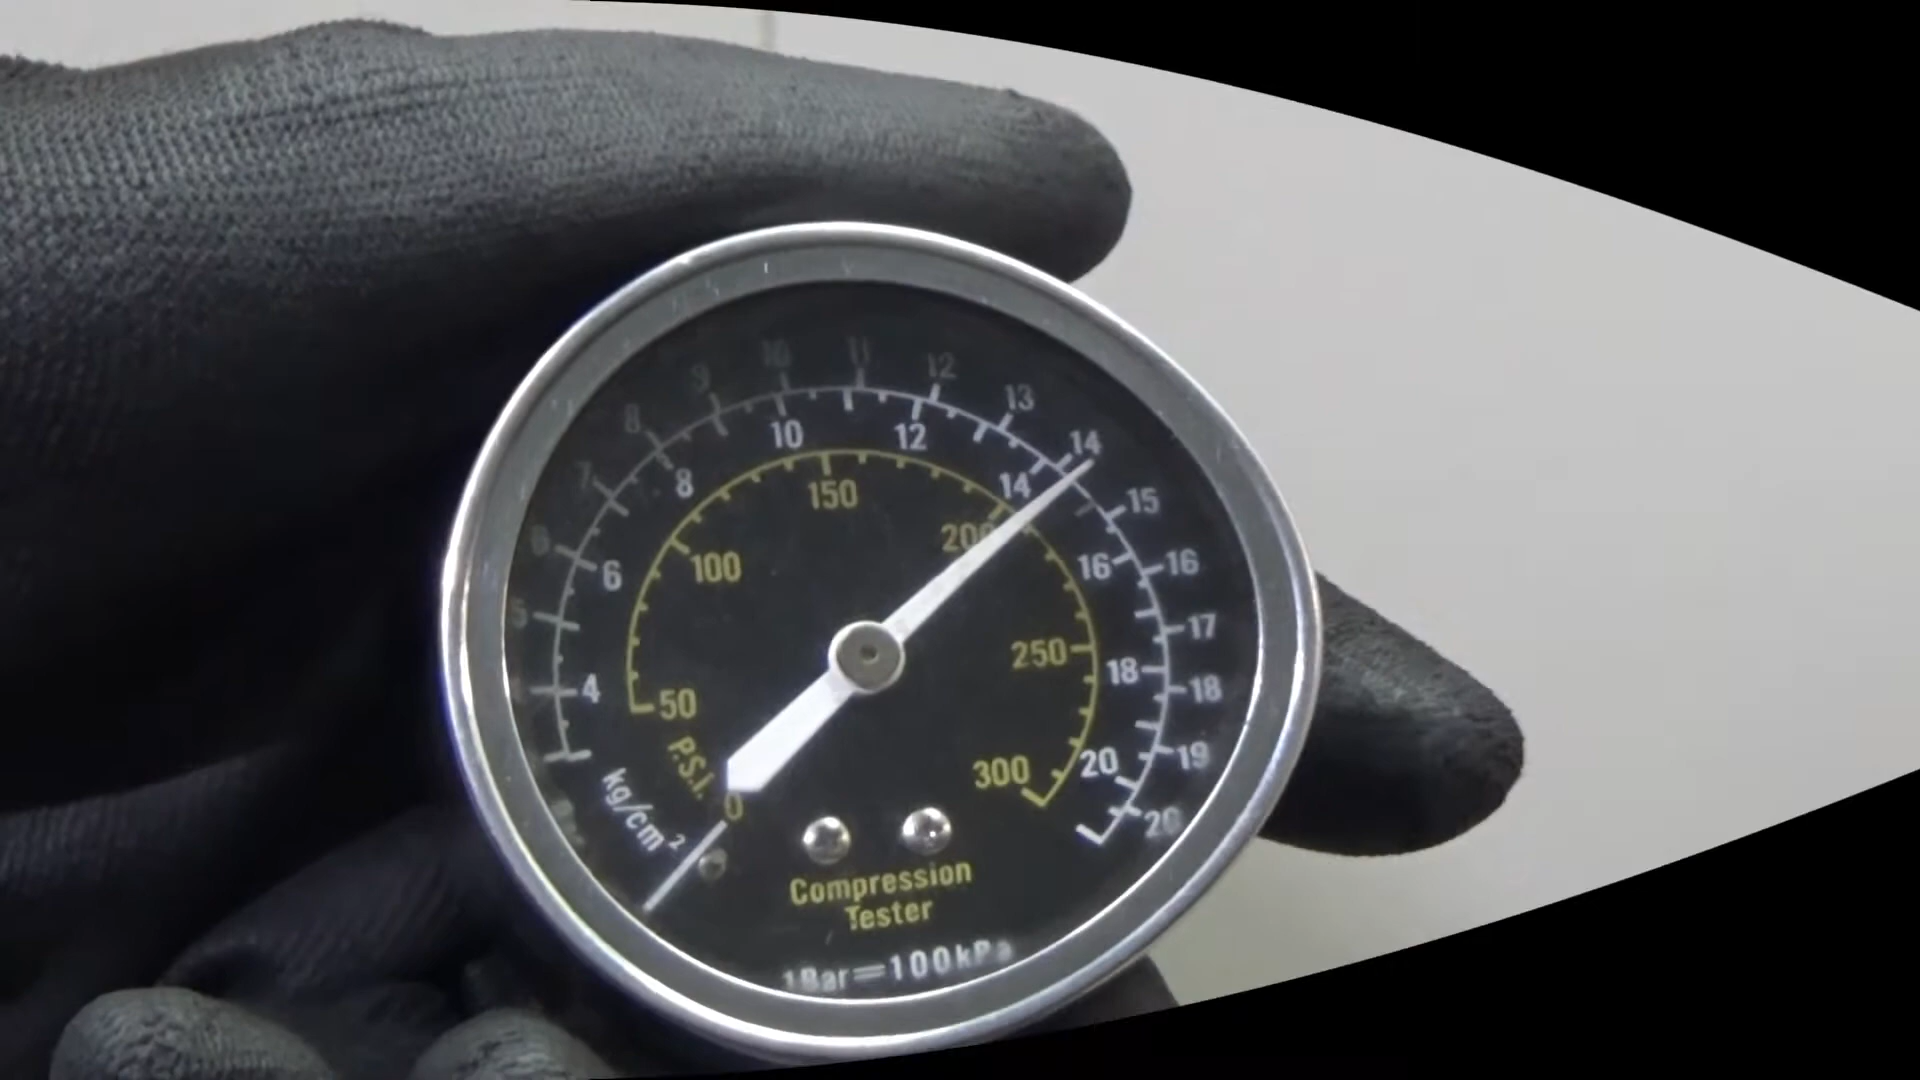 8 9 10 11 12 13 14 15 16 17 18 19 20
7 6 5
4 6 8 10 12 14 16 18 20
50 100 150 200 250 300
P.S.I.
0
kg/cm²
Compression
Tester
1Bar=100kPa